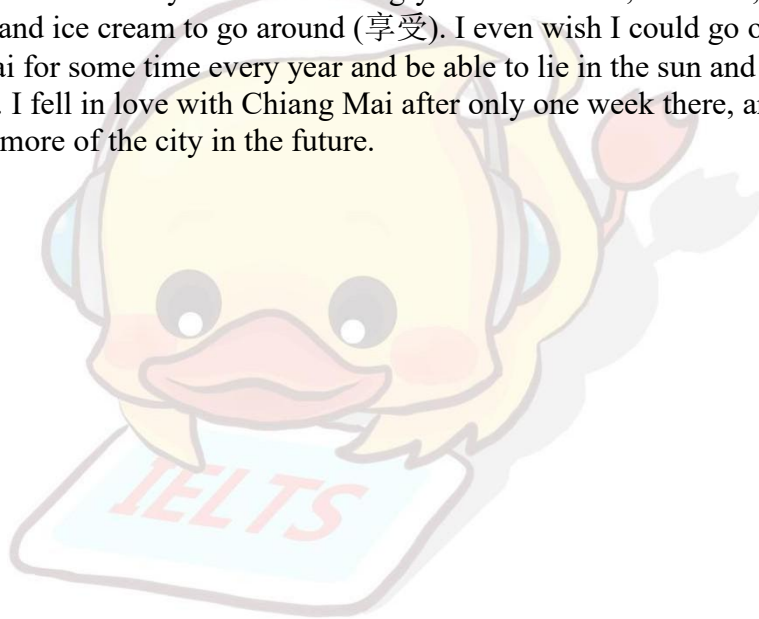 and ice cream to go around (享受). I even wish I could go
for some time every year and be able to lie in the sun and
I fell in love with Chiang Mai after only one week there,
more of the city in the future.
IELTS